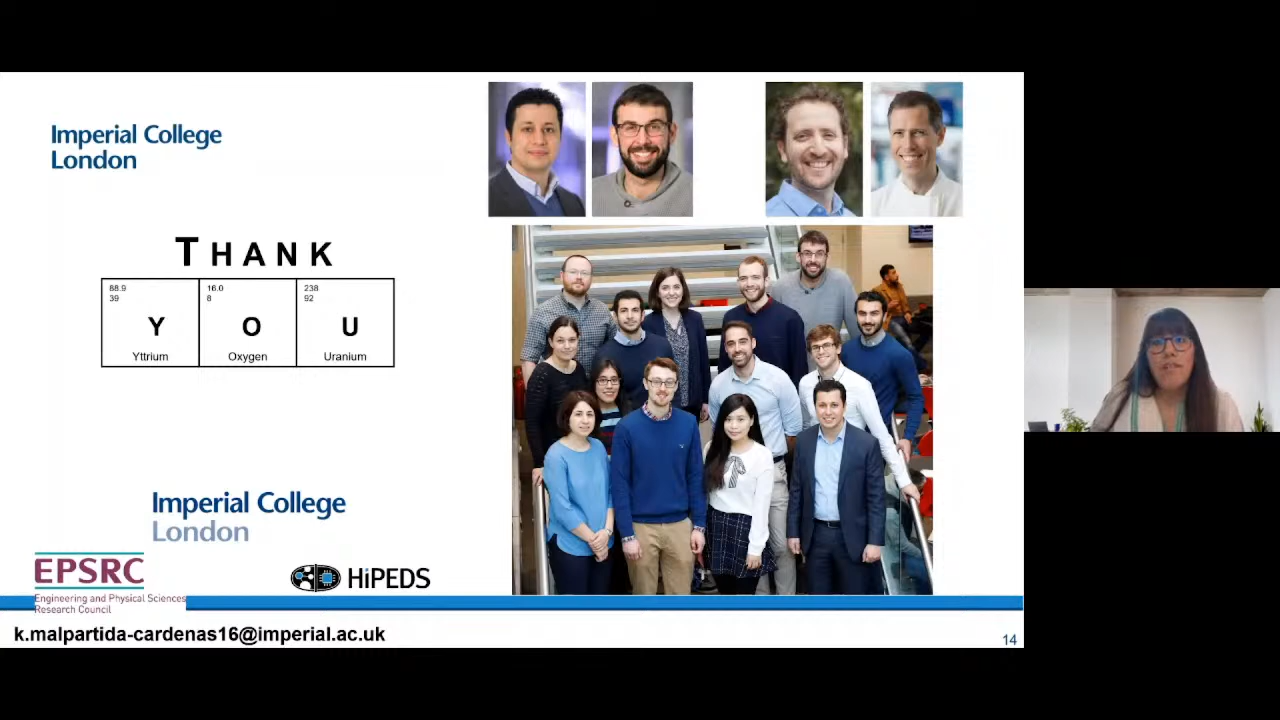 Imperial College
London
THANK
88.9
39
Y
Yttrium
16.0
8
O
Oxygen
238
92
U
Uranium
Imperial College
London
EPSRC
Engineering and Physical Sciences
Research Council
HiPEDS
k.malpartida-cardenas16@imperial.ac.uk
14